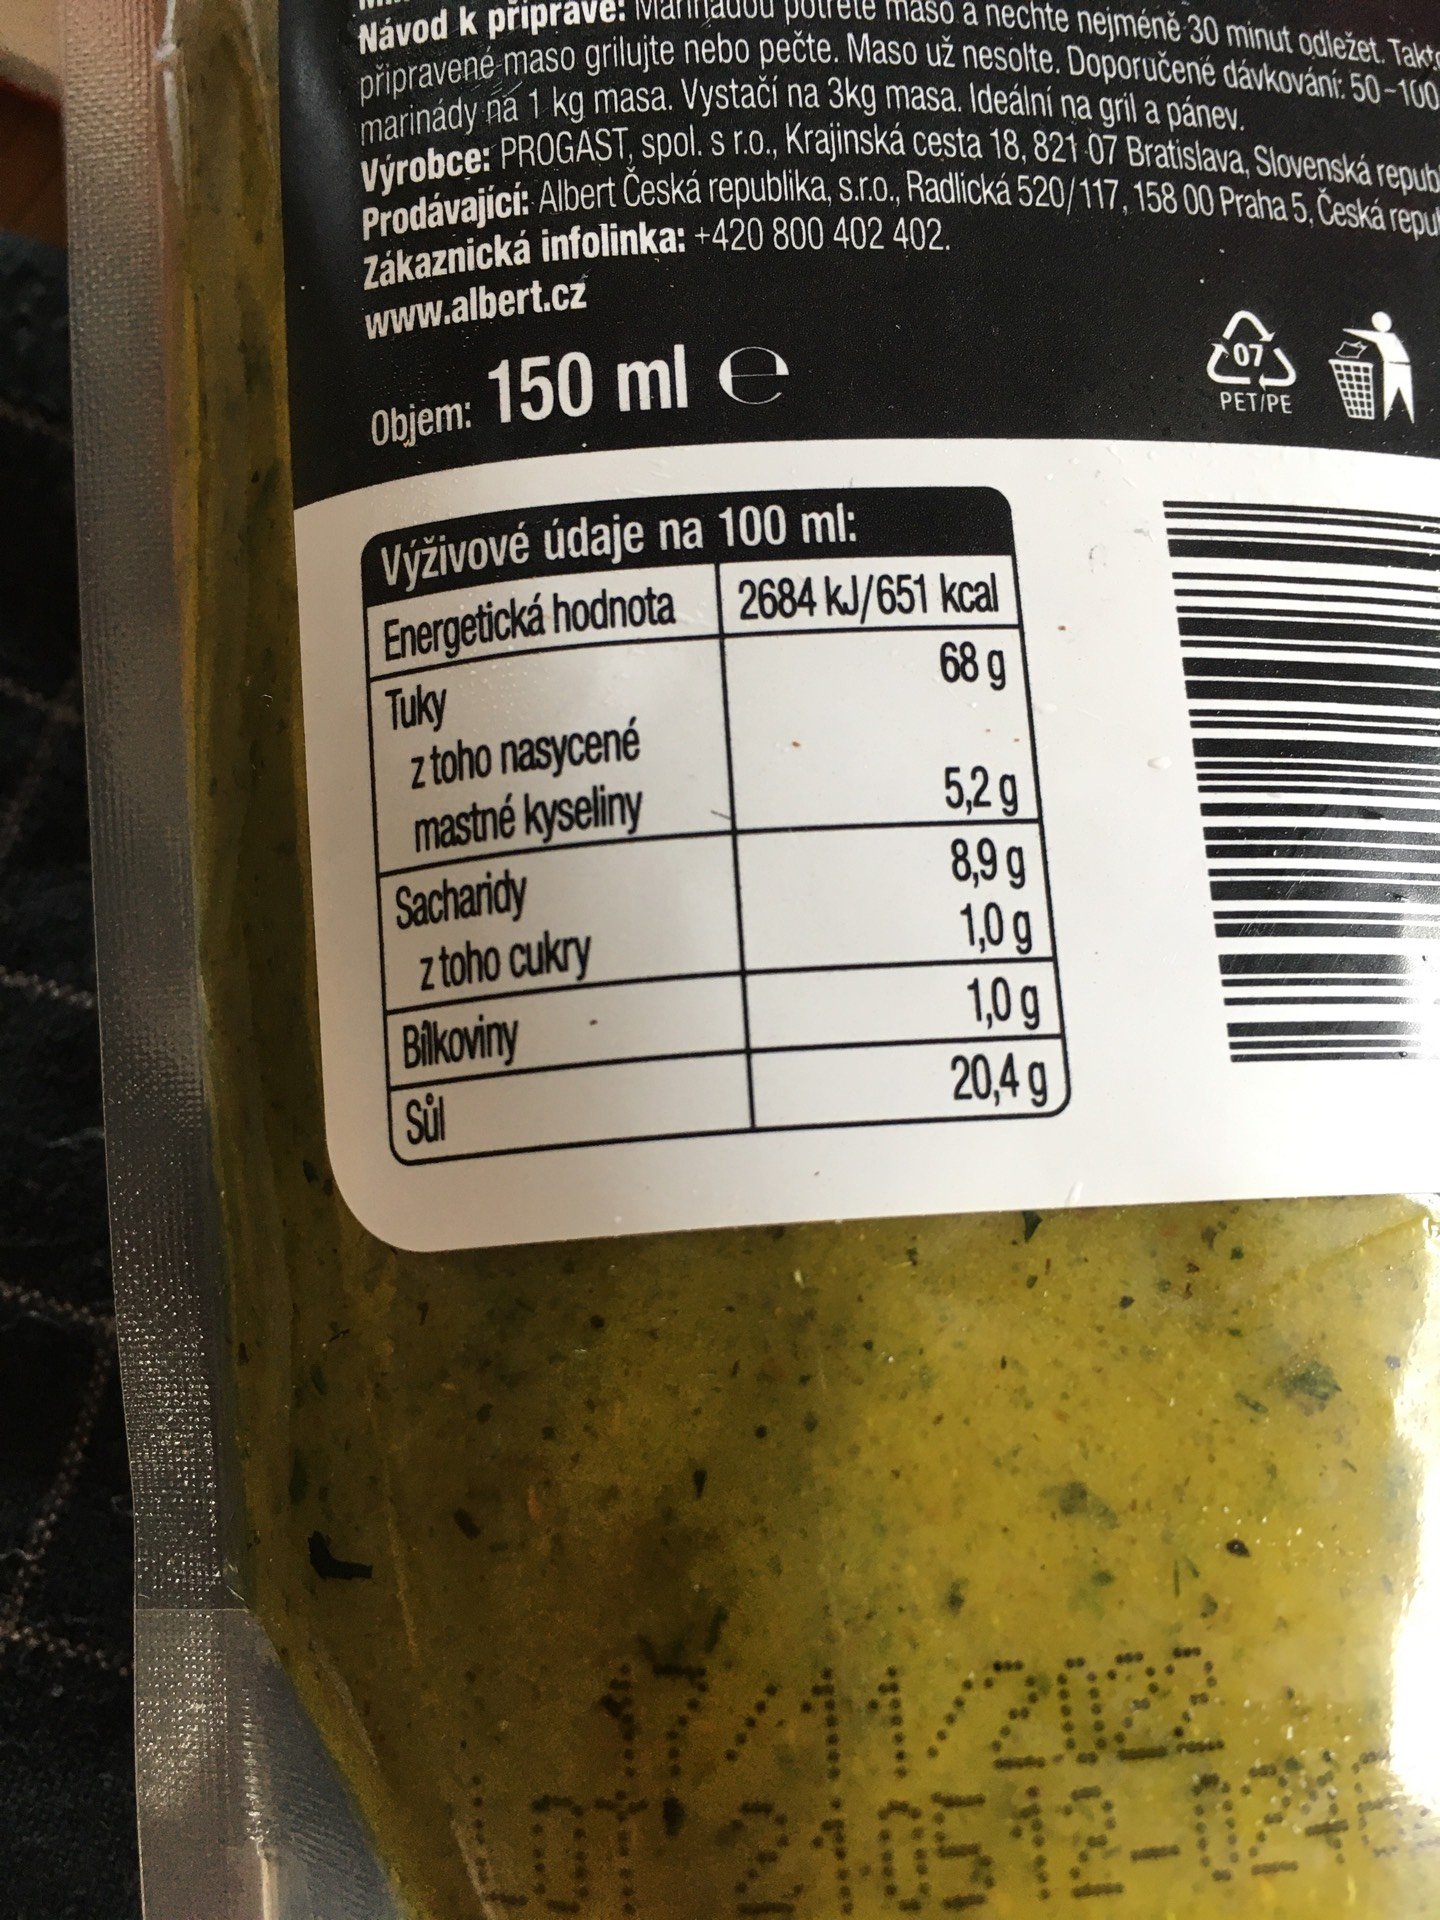 Návod k přípravě: Marinádou potřete maso a nechte nejméně 30 minut odležet. Takto
připravené maso grilujte nebo pečte. Maso už nesolte. Doporučené dávkování: 50-100
marinády na 1 kg masa. Vystačí na 3kg masa. Ideální na gril a pánev.
Výrobce: PROGAST, spol. s r.o., Krajinská cesta 18, 821 07 Bratislava, Slovenská
Prodávající: Albert Česká republika, s.r.o., Radlická 520/117, 158 00 Praha 5, Česká
Zákaznická infolinka: +420 800 402 402.
www.albert.cz
Objem: 150 ml ℮
07
PET/PE
Výživové údaje na 100 ml:
Energetická hodnota 2684 kJ/651 kcal
Tuky 68 g
z toho nasycené
mastné kyseliny 5,2 g
Sacharidy 8,9 g
z toho cukry 1,0 g
Bílkoviny 1,0 g
Sůl 20,4 g
17/11/2022
LOT